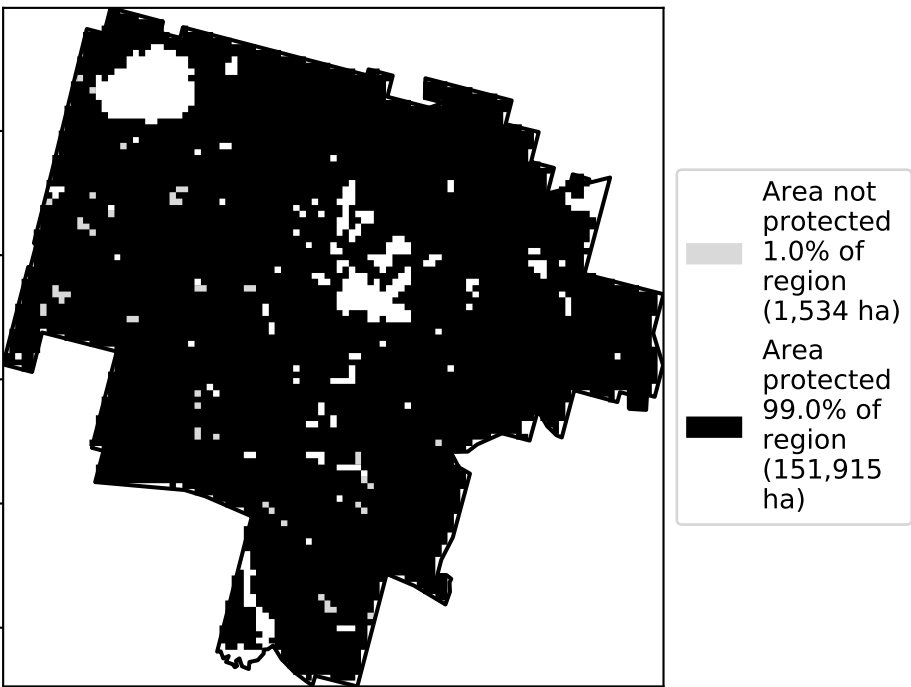 Area not
protected
1.0% of
region
(1,534 ha)
Area
protected
99.0% of
region
(151,915
ha)